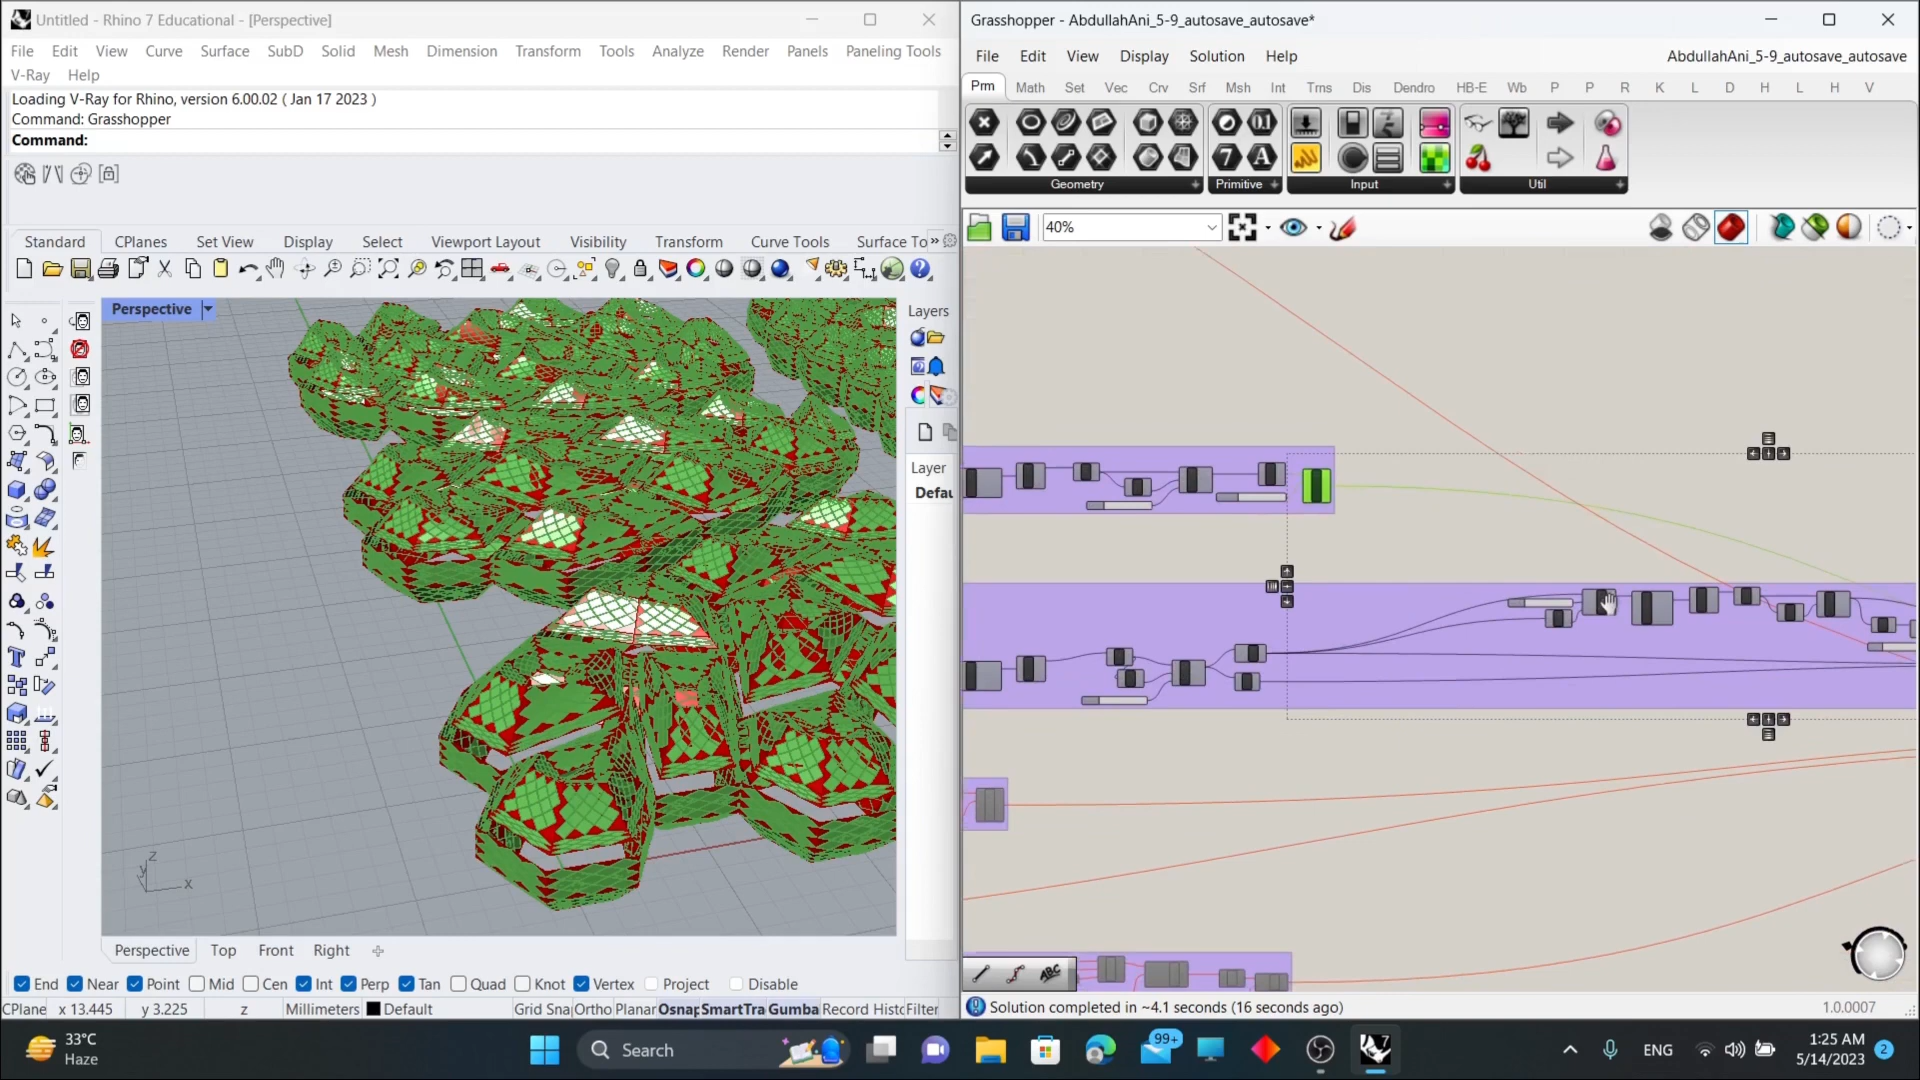 Untitled - Rhino 7 Educational - [Perspective]
File Edit View Curve Surface SubD Solid Mesh Dimension Transform Tools Analyze Render Panels Paneling Tools
V-Ray Help
Loading V-Ray for Rhino, version 6.00.02 ( Jan 17 2023 )
Command: Grasshopper
Command:
Standard CPlanes Set View Display Select Viewport Layout Visibility Transform Curve Tools Surface To »
Perspective
Layers
Layer
Defau
z
y x
Perspective Top Front Right
End Near Point Mid Cen Int Perp Tan Quad Knot Vertex Project Disable
CPlane x 13.445 y 3.225 z Millimeters Default Grid Sna Ortho Planar Osnap SmartTra Gumba Record Histo Filter
Grasshopper - AbdullahAni_5-9_autosave_autosave*
File Edit View Display Solution Help AbdullahAni_5-9_autosave_autosave
Prm Math Set Vec Crv Srf Msh Int Trns Dis Dendro HB-E Wb P P R K L D H L H V
Geometry Primitive Input Util
40%
ABC
Solution completed in ~4.1 seconds (16 seconds ago) 1.0.0007
33°C
Haze
Search
99+
ENG
1:25 AM
5/14/2023
2